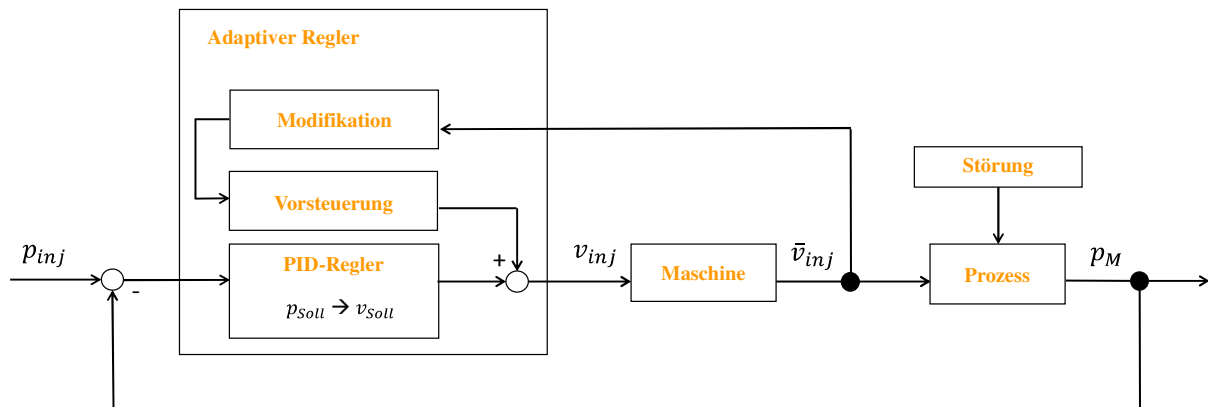 Adaptiver Regler
Modifikation
Störung
Vorsteuerung
p_inj
-
PID-Regler
p_Soll → v_Soll
+
v_inj
Maschine
v̄_inj
Prozess
p_M